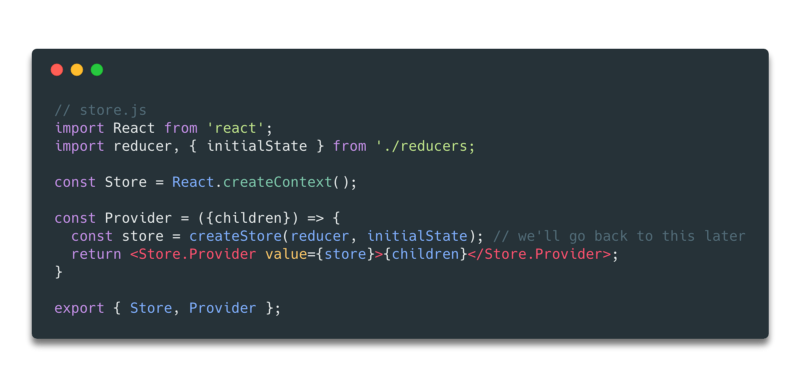 // store.js
import React from 'react';
import reducer, { initialState } from './reducers;
const Store = React.createContext();
const Provider = ({children}) => {
const store = createStore(reducer, initialState); // we'll go back to this later
return <Store.Provider value={store}>{children}</Store.Provider>;
}
export { Store, Provider };